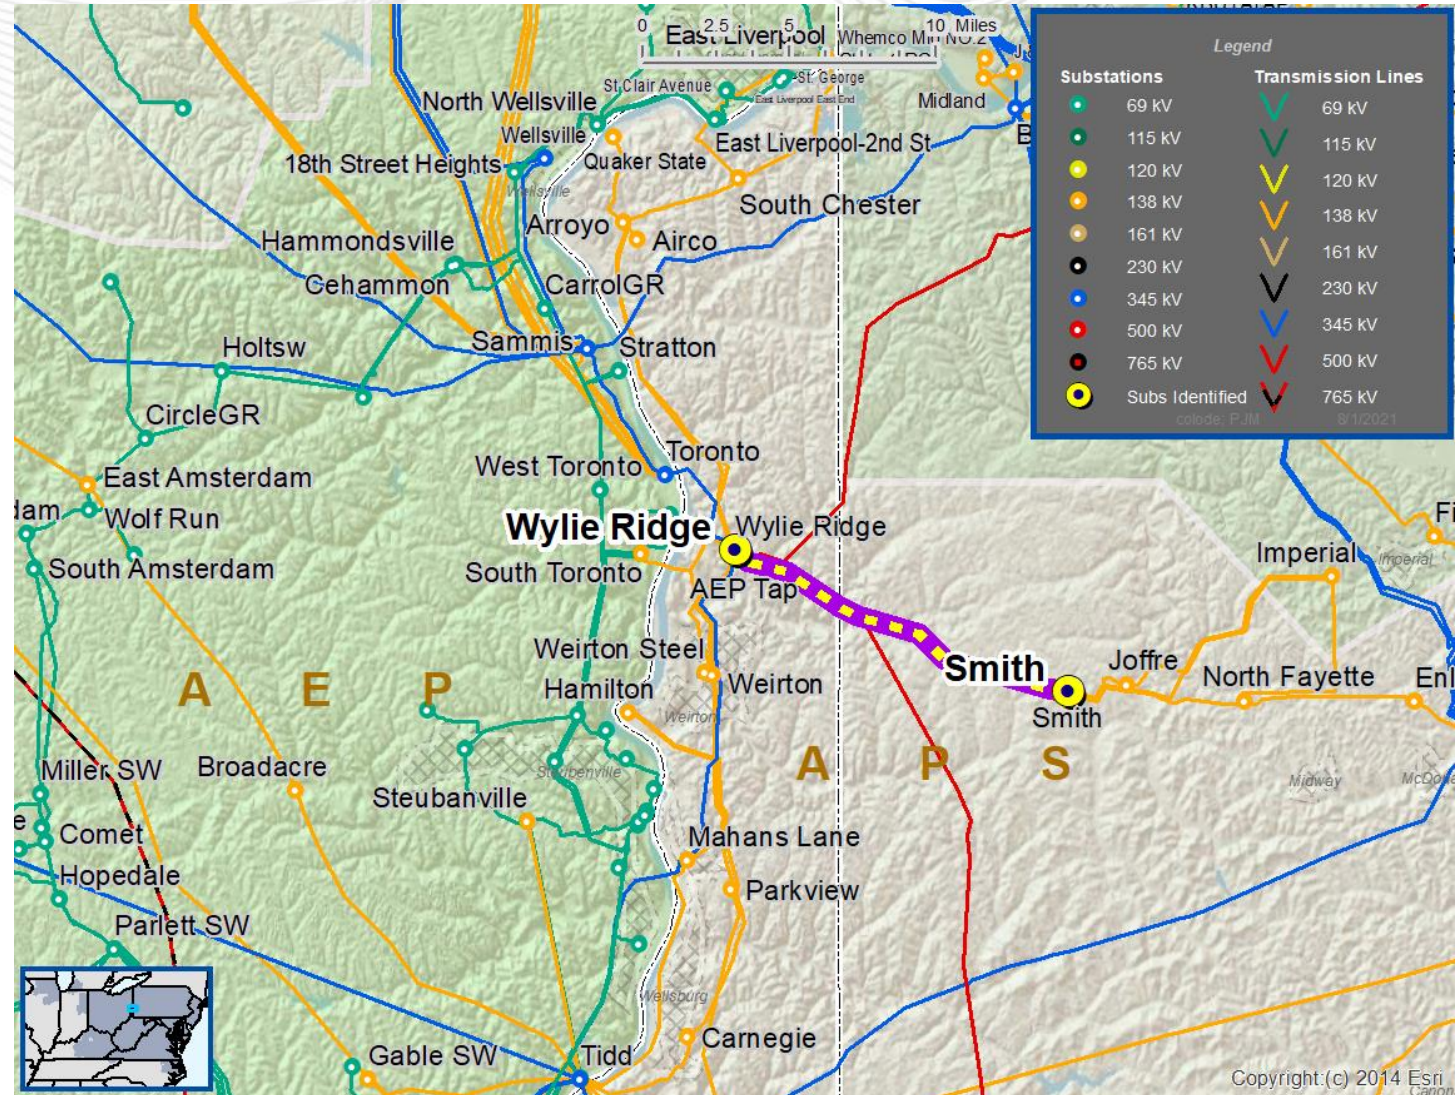 0 2.5 5 10 Miles
East Liverpool
Whemco
Legend
Substations
Transmission Lines
69 kV
69 kV
115 kV
115 kV
120 kV
120 kV
138 kV
138 kV
161 kV
161 kV
230 kV
230 kV
345 kV
345 kV
500 kV
500 kV
765 kV
765 kV
Subs Identified
colode: PJM 8/1/2021
St.Clair Avenue
St. George
East Liverpool East End
North Wellsville
Midland
Wellsville
East Liverpool-2nd St
18th Street Heights
Quaker State
Wellsville
South Chester
Arroyo
Airco
Hammondsville
Cehammon
CarrolGR
Sammis
Stratton
Holtsw
CircleGR
Toronto
West Toronto
East Amsterdam
Wolf Run
Wylie Ridge
Wylie Ridge
South Amsterdam
South Toronto
AEP Tap
Imperial
Imperial
Weirton Steel
Smith
Joffre
Hamilton
Weirton
North Fayette
Smith
A E P
Weirton
A P S
Miller SW
Broadacre
Steubenville
Midway
Steubanville
Comet
Mahans Lane
Hopedale
Parkview
Parlett SW
Wellsburg
Carnegie
Gable SW
Tidd
Copyright:(c) 2014 Esri